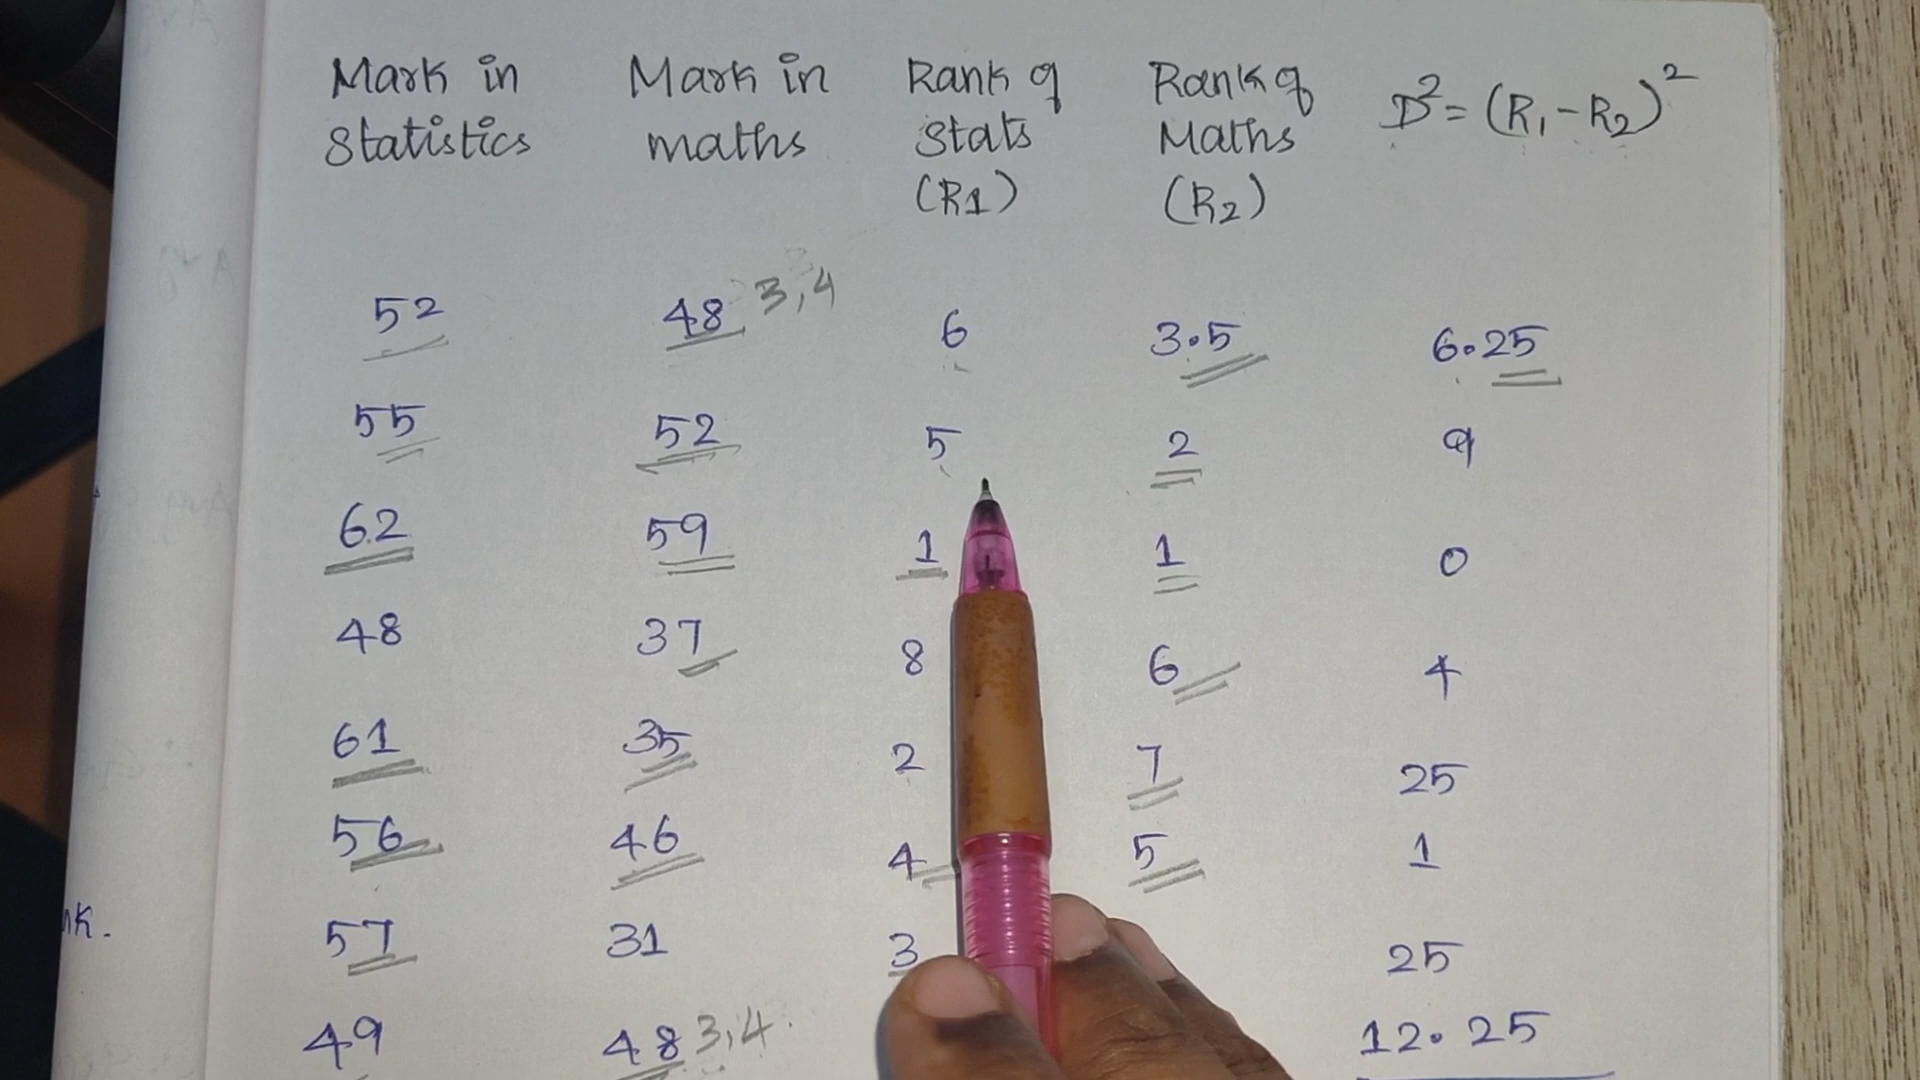 Mark in Mark in Rank of Rank of D² = (R₁ - R₂)²
Statistics maths Stats Maths
(R1) (R2)
52 48 3,4 6 3.5 6.25
55 52 5 2 9
62 59 1 1 0
48 37 8 6 4
61 35 2 7 25
56 46 4 5 1
nk.
57 31 3 25
49 48 3,4 12.25